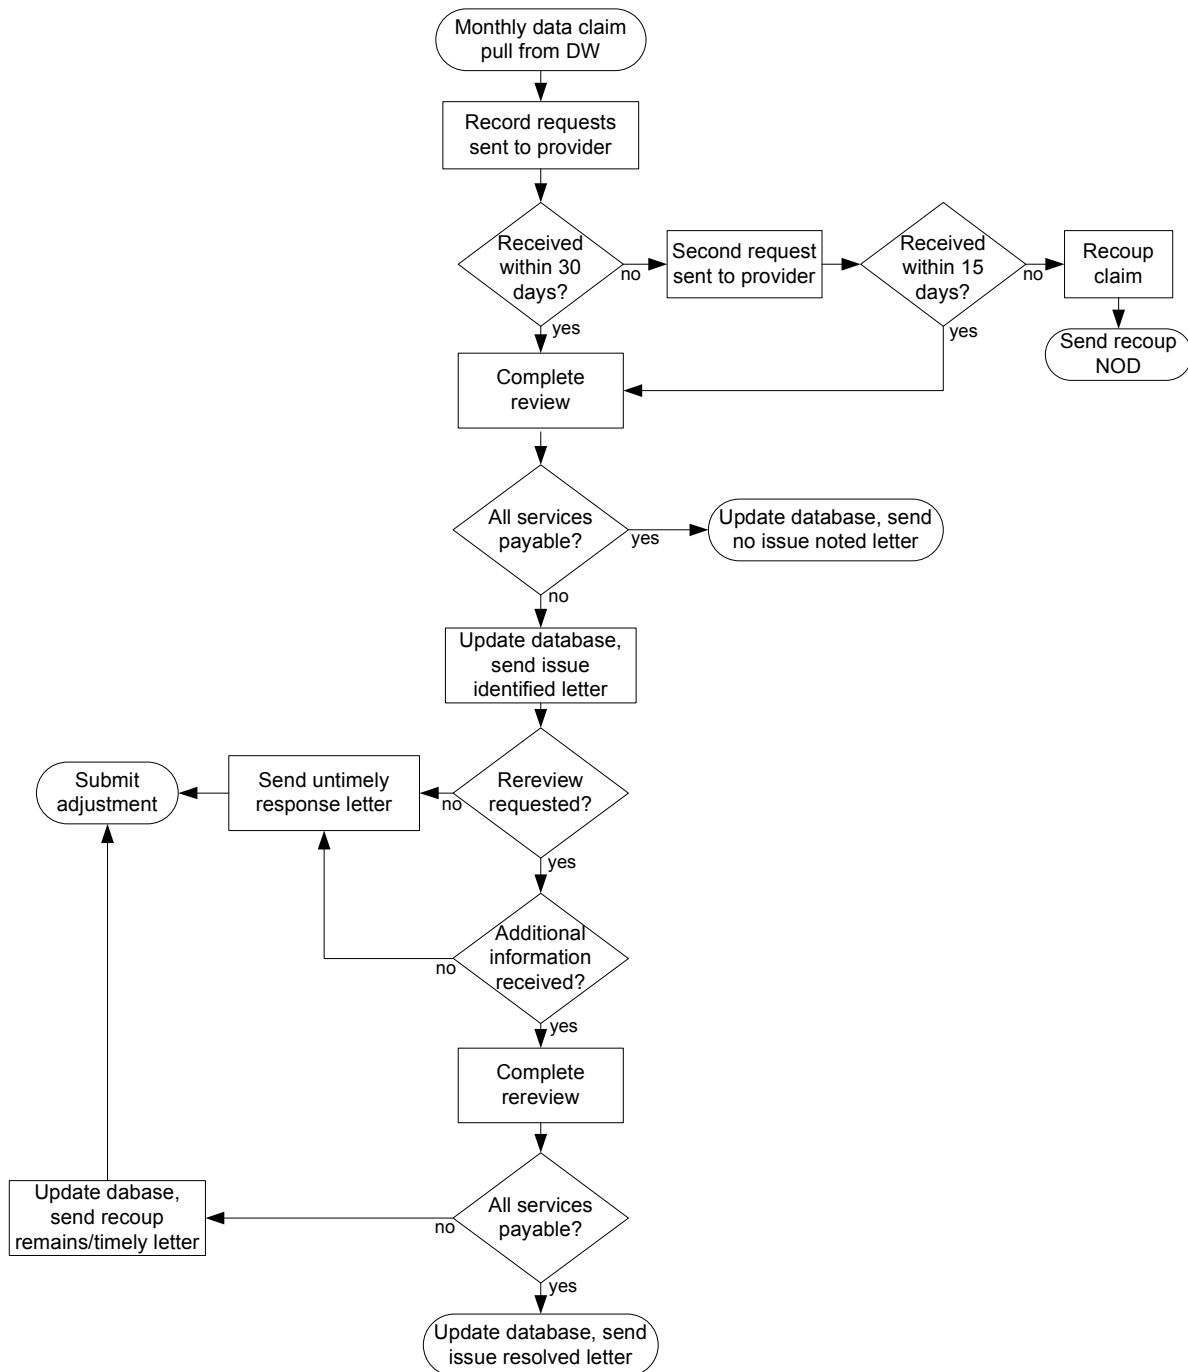 Monthly data claim
pull from DW
Record requests
sent to provider
Received
within 30
days?
no
Second request
sent to provider
Received
within 15
days?
no
Recoup
claim
yes
yes
Send recoup
NOD
Complete
review
All services
payable?
yes
Update database, send
no issue noted letter
no
Update database,
send issue
identified letter
Submit
adjustment
Send untimely
response letter
no
Rereview
requested?
yes
Additional
information
received?
no
yes
Complete
rereview
Update dabase,
send recoup
remains/timely letter
no
All services
payable?
yes
Update database, send
issue resolved letter